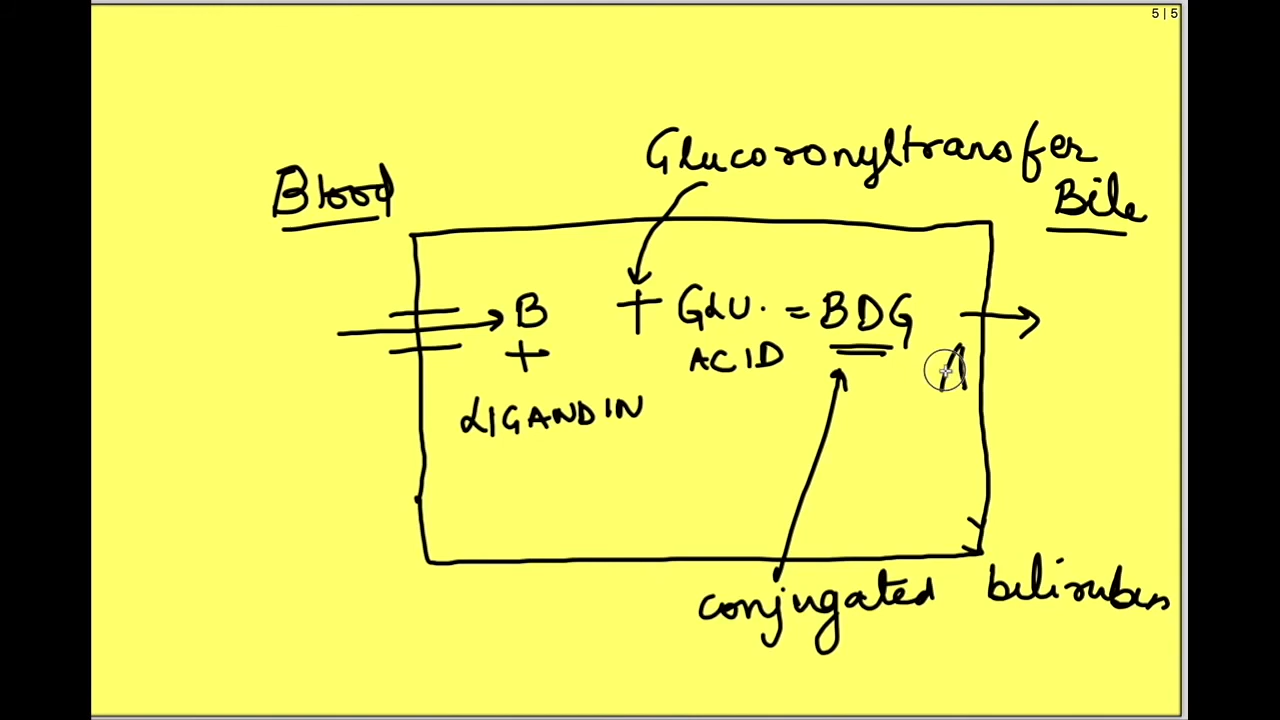 5 | 5
Glucoronyltransfer
Blood
Bile
B + GLU. = BDG
+ ACID
LIGANDIN
conjugated bilirubin